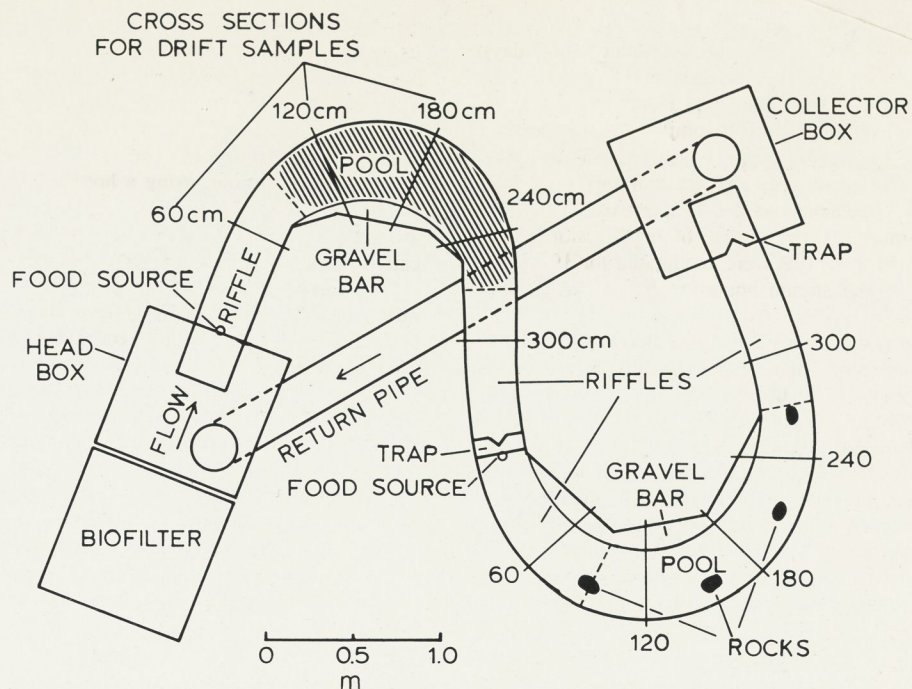 CROSS SECTIONS
FOR DRIFT SAMPLES
120cm
180cm
COLLECTOR
BOX
POOL
60cm
240cm
GRAVEL
BAR
TRAP
FOOD SOURCE
RIFFLE
HEAD
BOX
300cm
300
RIFFLES
FLOW
RETURN PIPE
TRAP
FOOD SOURCE
GRAVEL
BAR
240
BIOFILTER
POOL
60
180
120
ROCKS
0 0.5 1.0
m